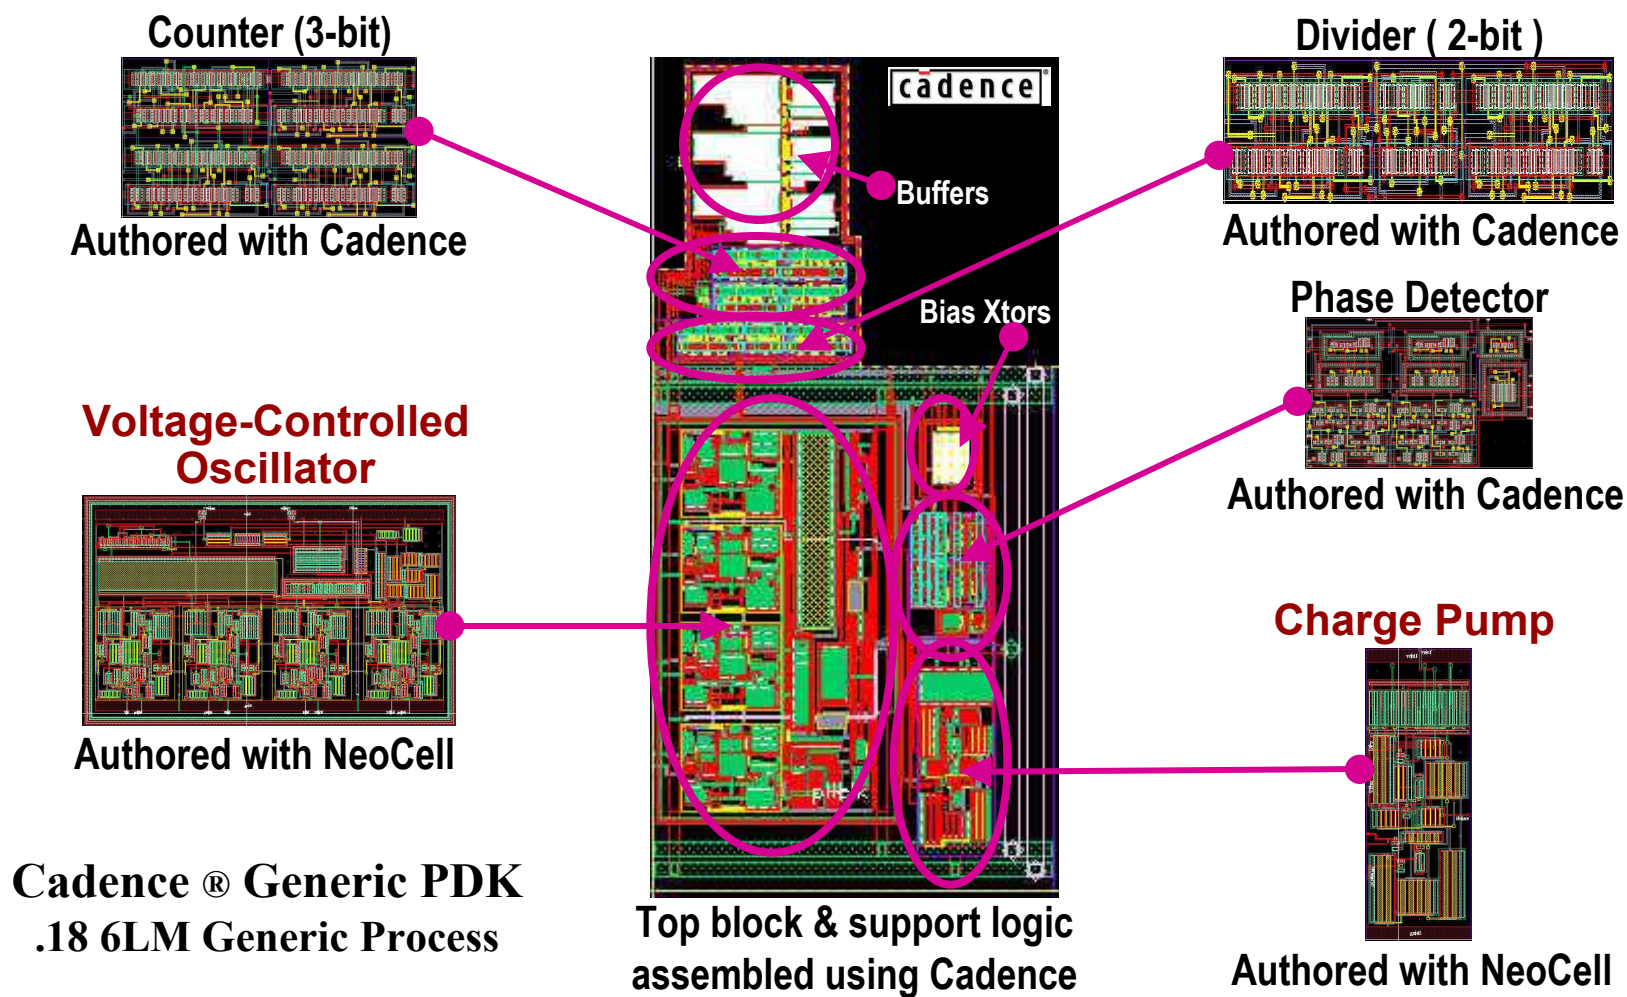 Counter (3-bit)
Authored with Cadence
cādence®
Buffers
Bias Xtors
Divider ( 2-bit )
Authored with Cadence
Phase Detector
Authored with Cadence
Voltage-Controlled
Oscillator
Authored with NeoCell
Charge Pump
Authored with NeoCell
Cadence ® Generic PDK
.18 6LM Generic Process
Top block & support logic
assembled using Cadence